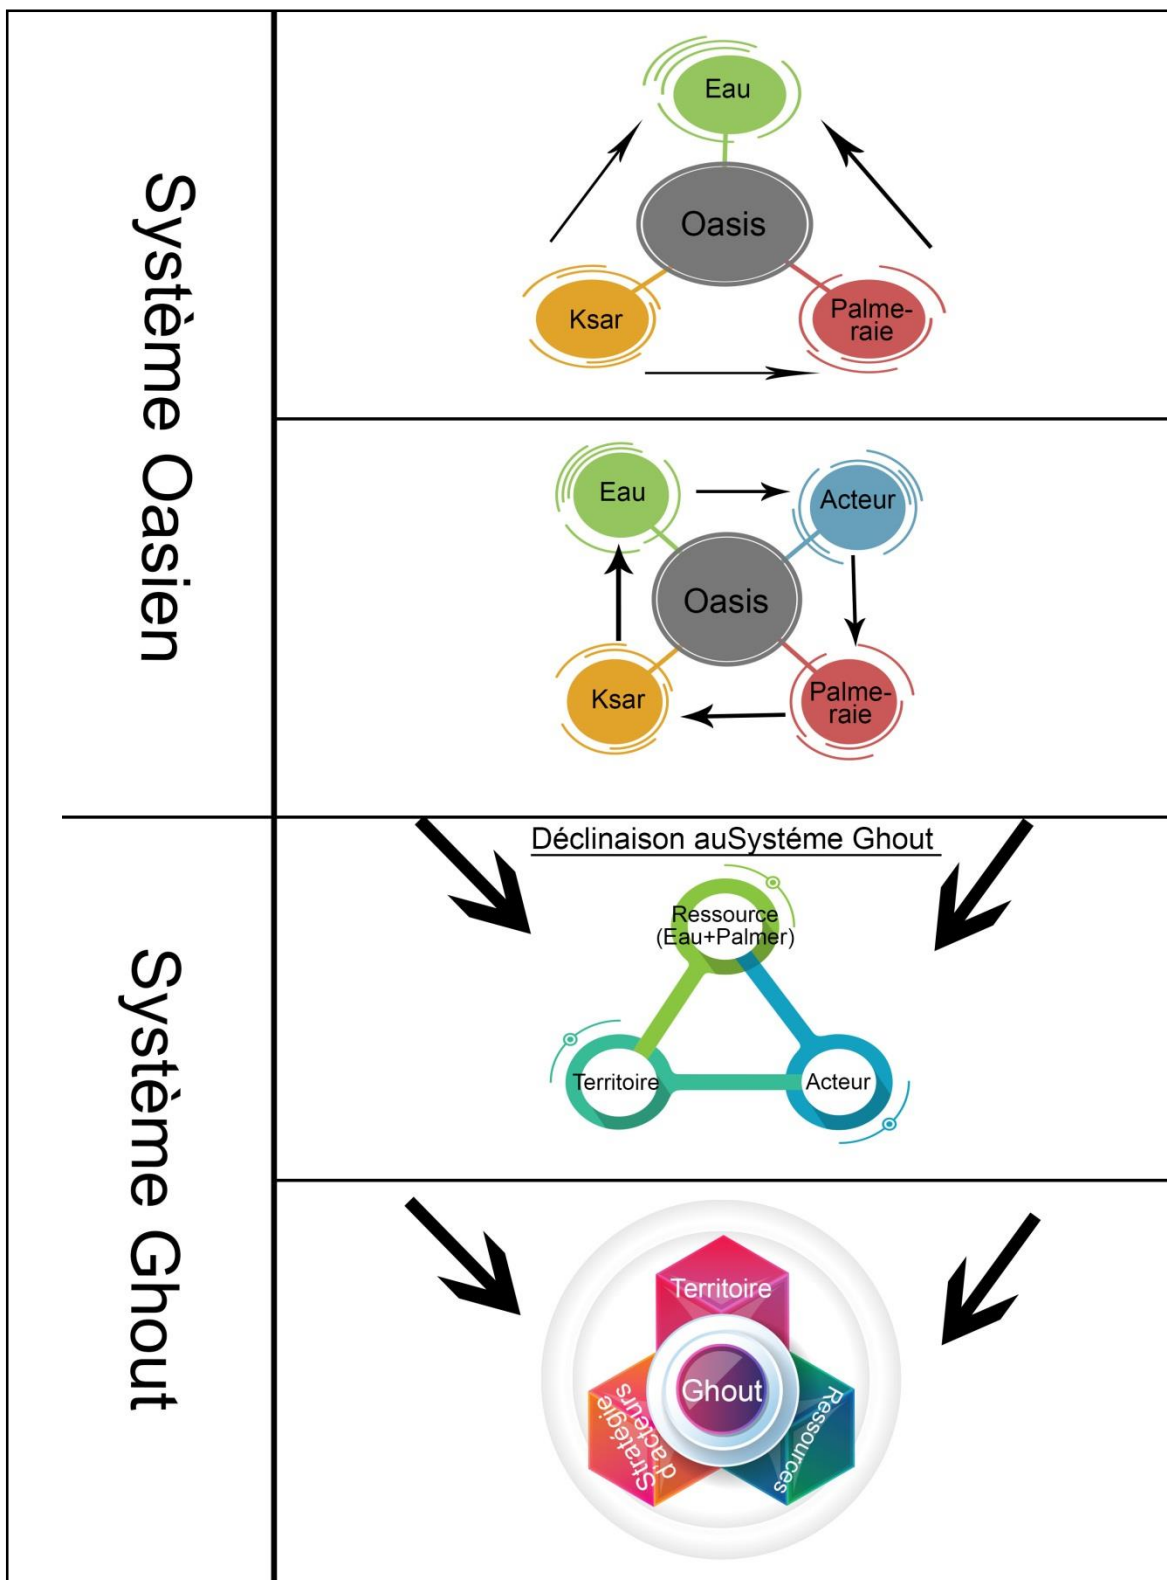 Système Oasien
Eau
Oasis
Ksar
Palme-
raie
Eau
Acteur
Oasis
Ksar
Palme-
raie
Système Ghout
Déclinaison auSystéme Ghout
Ressource
(Eau+Palmer)
Territoire
Acteur
Territoire
Ghout
Stratégie
d'acteurs
Ressources